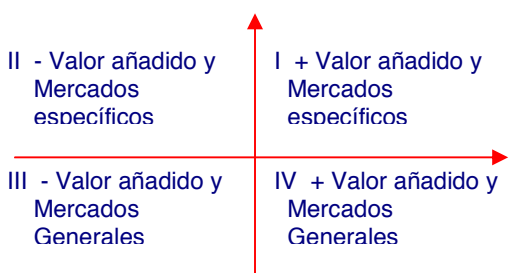 II - Valor añadido y
Mercados
específicos
I + Valor añadido y
Mercados
específicos
III - Valor añadido y
Mercados
Generales
IV + Valor añadido y
Mercados
Generales